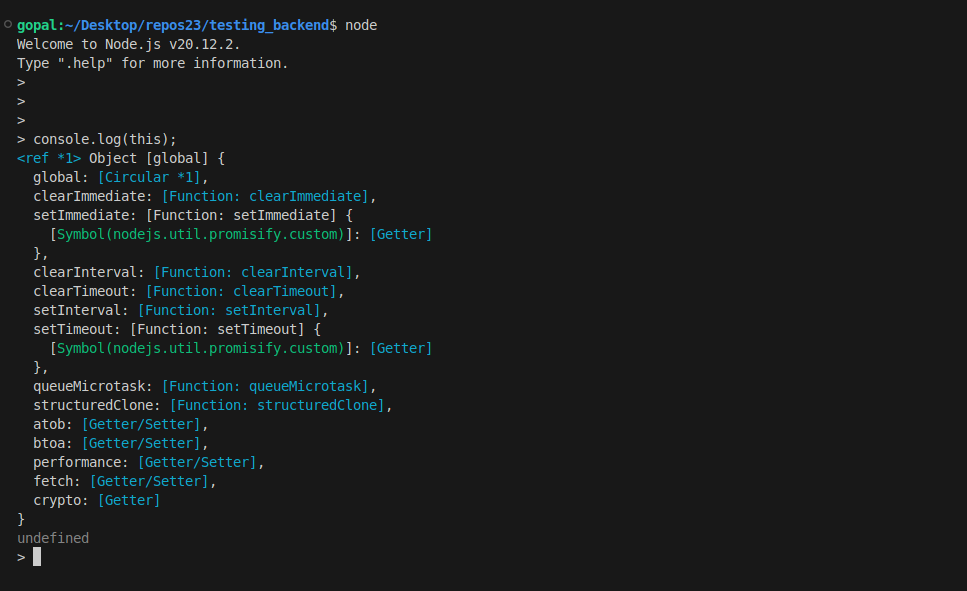 gopal:~/Desktop/repos23/testing_backend$ node
Welcome to Node.js v20.12.2.
Type ".help" for more information.
>
>
>
> console.log(this);
<ref *1> Object [global] {
  global: [Circular *1],
  clearImmediate: [Function: clearImmediate],
  setImmediate: [Function: setImmediate] {
    [Symbol(nodejs.util.promisify.custom)]: [Getter]
  },
  clearInterval: [Function: clearInterval],
  clearTimeout: [Function: clearTimeout],
  setInterval: [Function: setInterval],
  setTimeout: [Function: setTimeout] {
    [Symbol(nodejs.util.promisify.custom)]: [Getter]
  },
  queueMicrotask: [Function: queueMicrotask],
  structuredClone: [Function: structuredClone],
  atob: [Getter/Setter],
  btoa: [Getter/Setter],
  performance: [Getter/Setter],
  fetch: [Getter/Setter],
  crypto: [Getter]
}
undefined
>